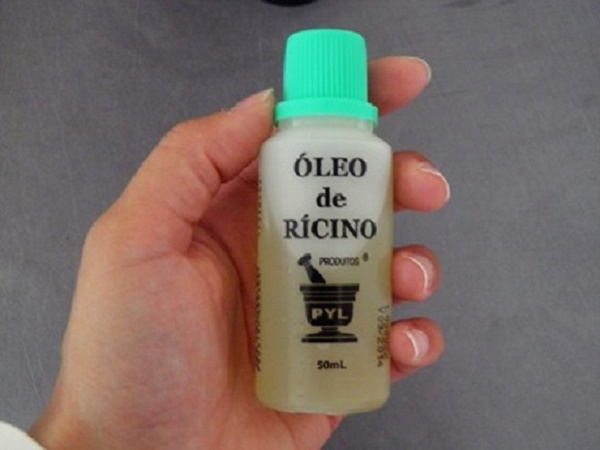 ÓLEO
de
RÍCINO
PRODUTOS ®
PYL
50mL